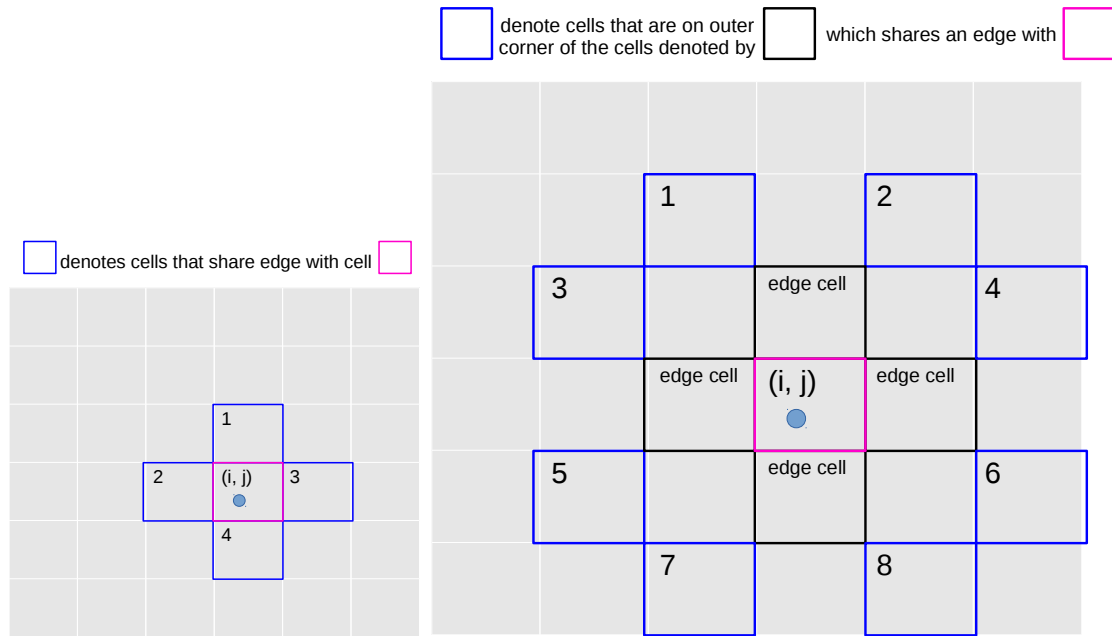 denote cells that are on outer
corner of the cells denoted by
which shares an edge with
1
2
3
edge cell
4
edge cell
(i, j)
edge cell
5
edge cell
6
7
8
denotes cells that share edge with cell
1
2
(i, j)
3
4